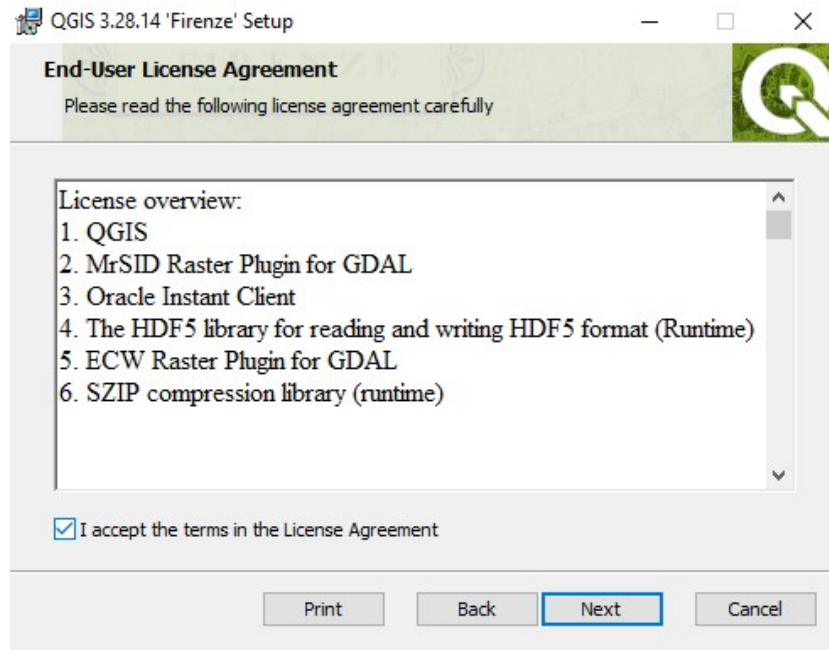 QGIS 3.28.14 'Firenze' Setup
End-User License Agreement
Please read the following license agreement carefully
License overview:
1. QGIS
2. MrSID Raster Plugin for GDAL
3. Oracle Instant Client
4. The HDF5 library for reading and writing HDF5 format (Runtime)
5. ECW Raster Plugin for GDAL
6. SZIP compression library (runtime)
I accept the terms in the License Agreement
Print Back Next Cancel